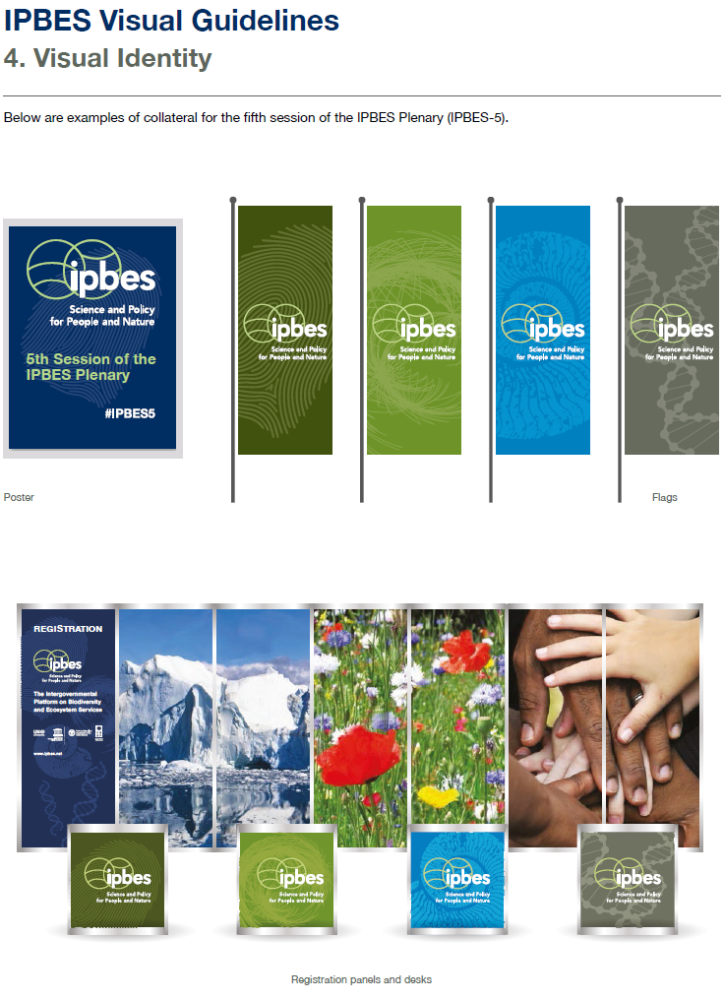 IPBES Visual Guidelines
4. Visual Identity
Below are examples of collateral for the fifth session of the IPBES Plenary (IPBES-5).
ipbes
Science and Policy
for People and Nature
5th Session of the
IPBES Plenary
#IPBES5
ipbes
Science and Policy
for People and Nature
ipbes
Science and Policy
for People and Nature
ipbes
Science and Policy
for People and Nature
ipbes
Science and Policy
for People and Nature
Poster
Flags
REGISTRATION
ipbes
Science and Policy
for People and Nature
The Intergovernmental
Platform on Biodiversity
and Ecosystem Services
www.ipbes.net
ipbes
Science and Policy
for People and Nature
ipbes
Science and Policy
for People and Nature
ipbes
Science and Policy
for People and Nature
ipbes
Science and Policy
for People and Nature
Registration panels and desks